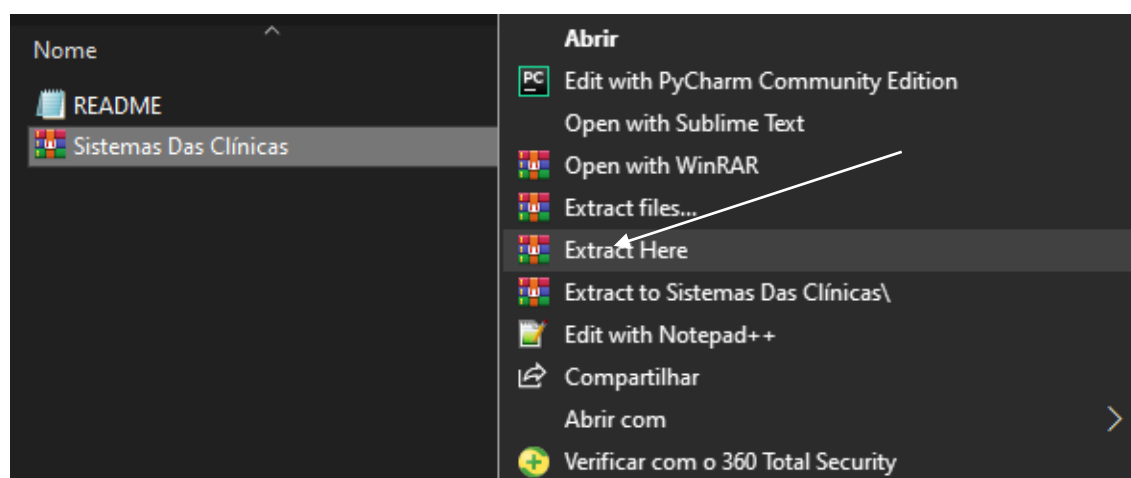 Nome
README
Sistemas Das Clínicas
Abrir
PC Edit with PyCharm Community Edition
Open with Sublime Text
Open with WinRAR
Extract files...
Extract Here
Extract to Sistemas Das Clínicas\
Edit with Notepad++
Compartilhar
Abrir com
Verificar com o 360 Total Security